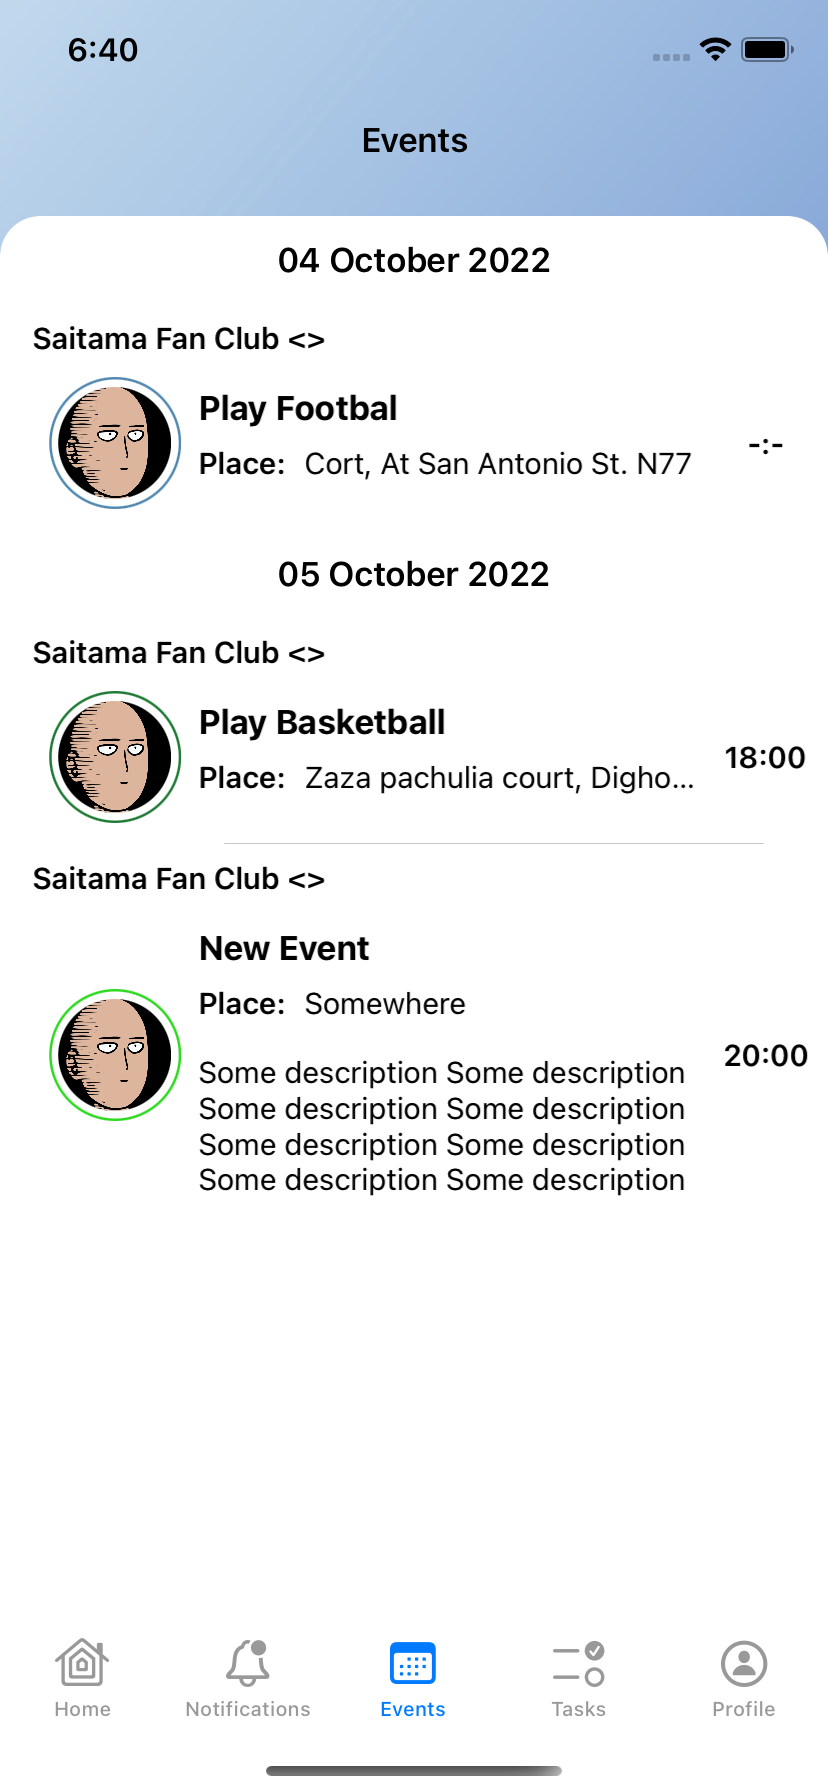 6:40
Events
04 October 2022
Saitama Fan Club <>
Play Footbal
Place: Cort, At San Antonio St. N77
-:-
05 October 2022
Saitama Fan Club <>
Play Basketball
Place: Zaza pachulia court, Digho...
18:00
Saitama Fan Club <>
New Event
Place: Somewhere
20:00
Some description Some description
Some description Some description
Some description Some description
Some description Some description
Home
Notifications
Events
Tasks
Profile